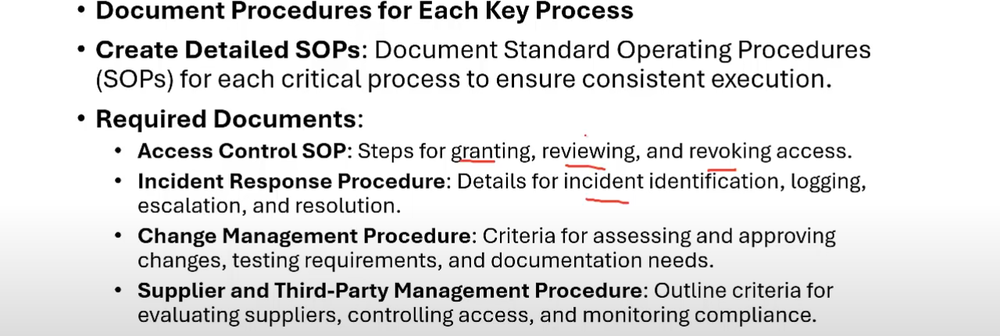 • Document Procedures for Each Key Process
• Create Detailed SOPs: Document Standard Operating Procedures
(SOPs) for each critical process to ensure consistent execution.
• Required Documents:
• Access Control SOP: Steps for granting, reviewing, and revoking access.
• Incident Response Procedure: Details for incident identification, logging,
escalation, and resolution.
• Change Management Procedure: Criteria for assessing and approving
changes, testing requirements, and documentation needs.
• Supplier and Third-Party Management Procedure: Outline criteria for
evaluating suppliers, controlling access, and monitoring compliance.